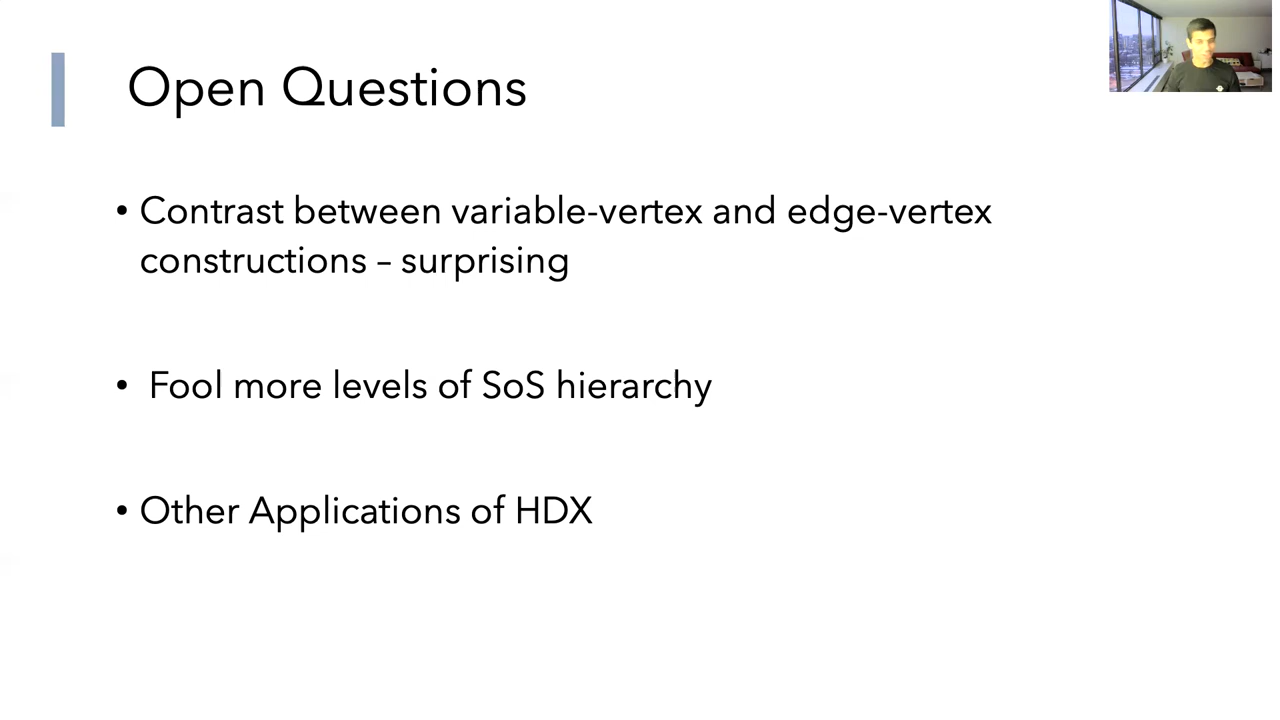 Open Questions
• Contrast between variable-vertex and edge-vertex
constructions – surprising
• Fool more levels of SoS hierarchy
• Other Applications of HDX